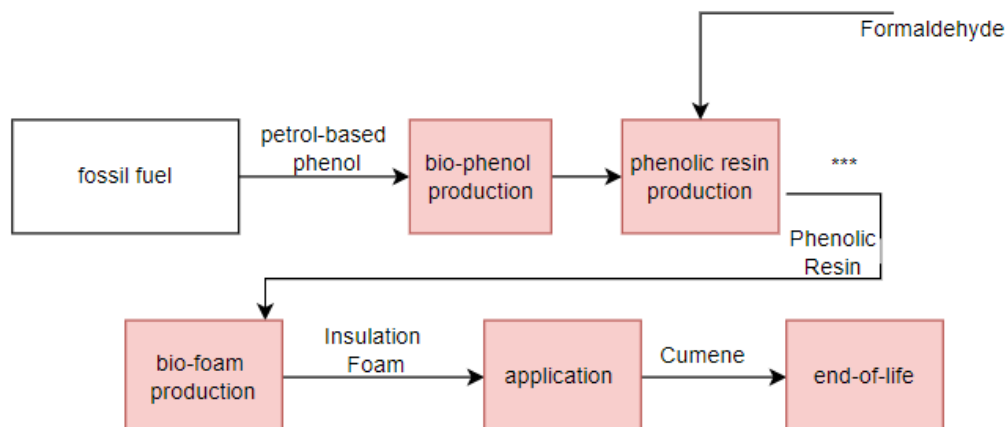 Formaldehyde
fossil fuel
petrol-based
phenol
bio-phenol
production
phenolic resin
production
***
Phenolic
Resin
bio-foam
production
Insulation
Foam
application
Cumene
end-of-life